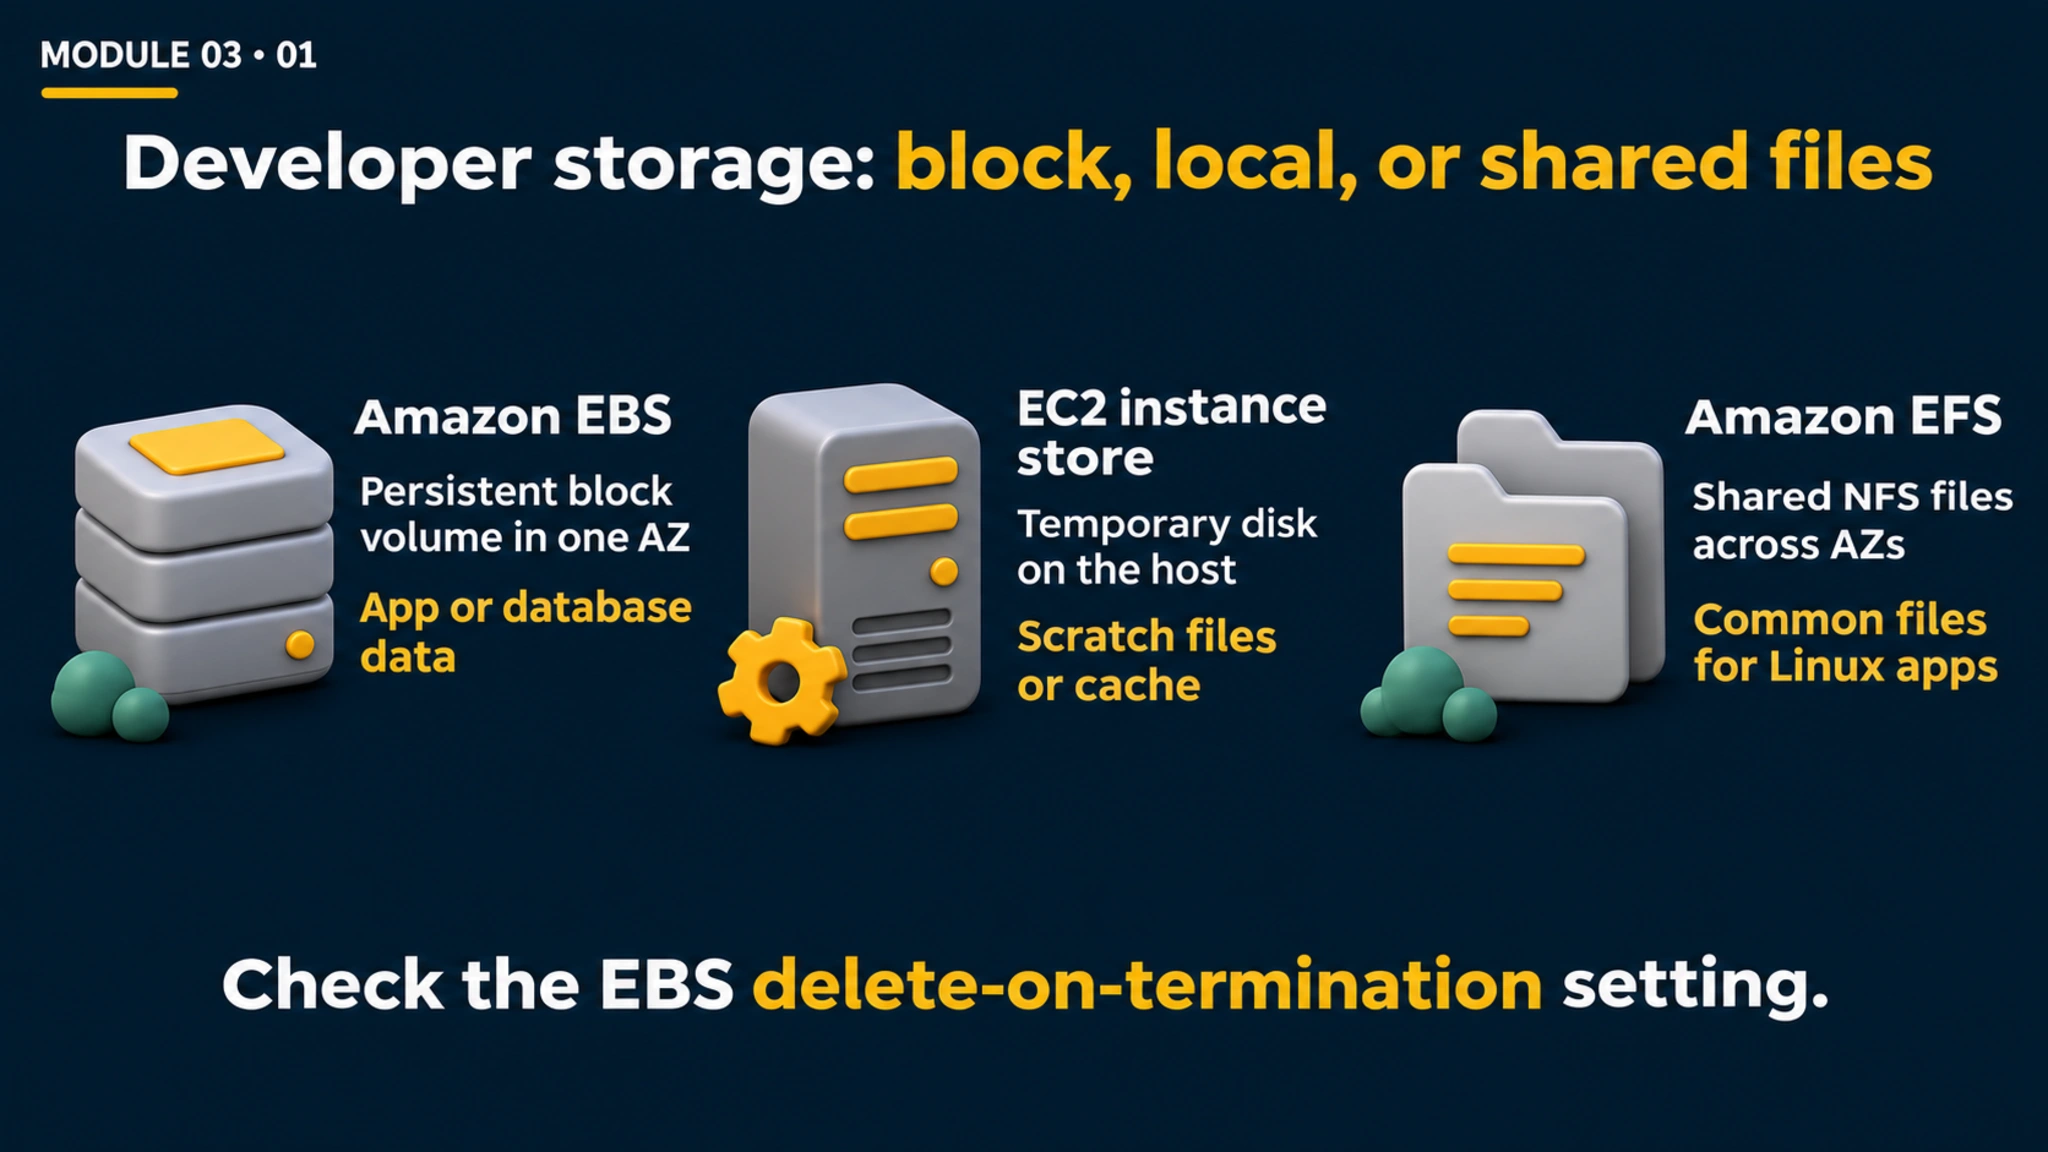 MODULE 03 • 01
Developer storage: block, local, or shared files
Amazon EBS
Persistent block
volume in one AZ
App or database
data
EC2 instance
store
Temporary disk
on the host
Scratch files
or cache
Amazon EFS
Shared NFS files
across AZs
Common files
for Linux apps
Check the EBS delete-on-termination setting.